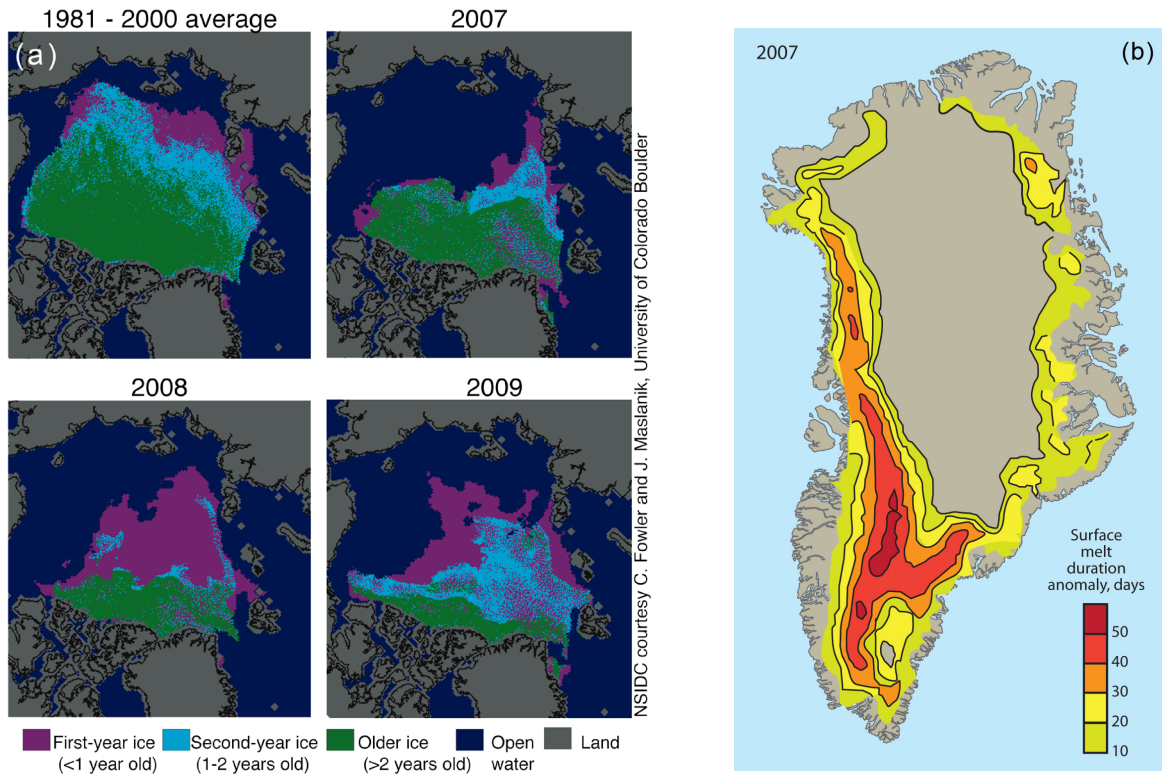 1981 - 2000 average
2007
(a)
2008
2009
NSIDC courtesy C. Fowler and J. Maslanik, University of Colorado Boulder
First-year ice
(<1 year old)
Second-year ice
(1-2 years old)
Older ice
(>2 years old)
Open
water
Land
2007
(b)
Surface
melt
duration
anomaly, days
50
40
30
20
10